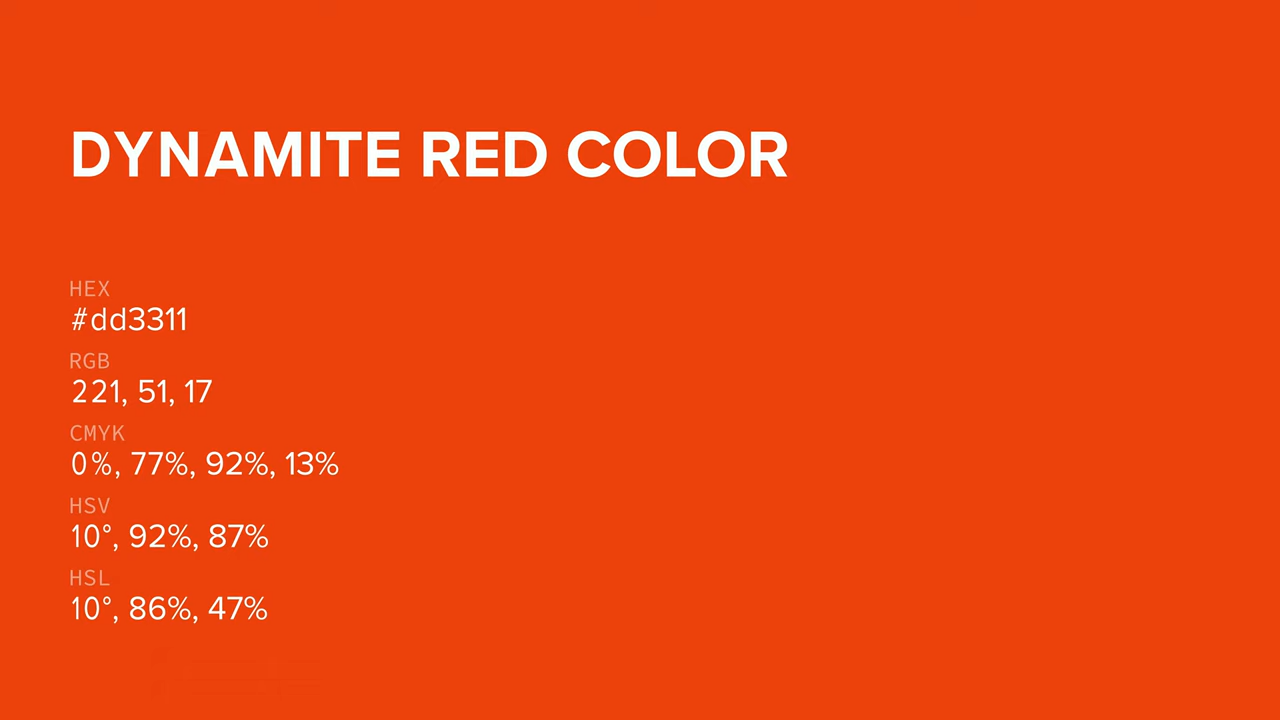 DYNAMITE RED COLOR
HEX
#dd3311
RGB
221, 51, 17
CMYK
0%, 77%, 92%, 13%
HSV
10°, 92%, 87%
HSL
10°, 86%, 47%